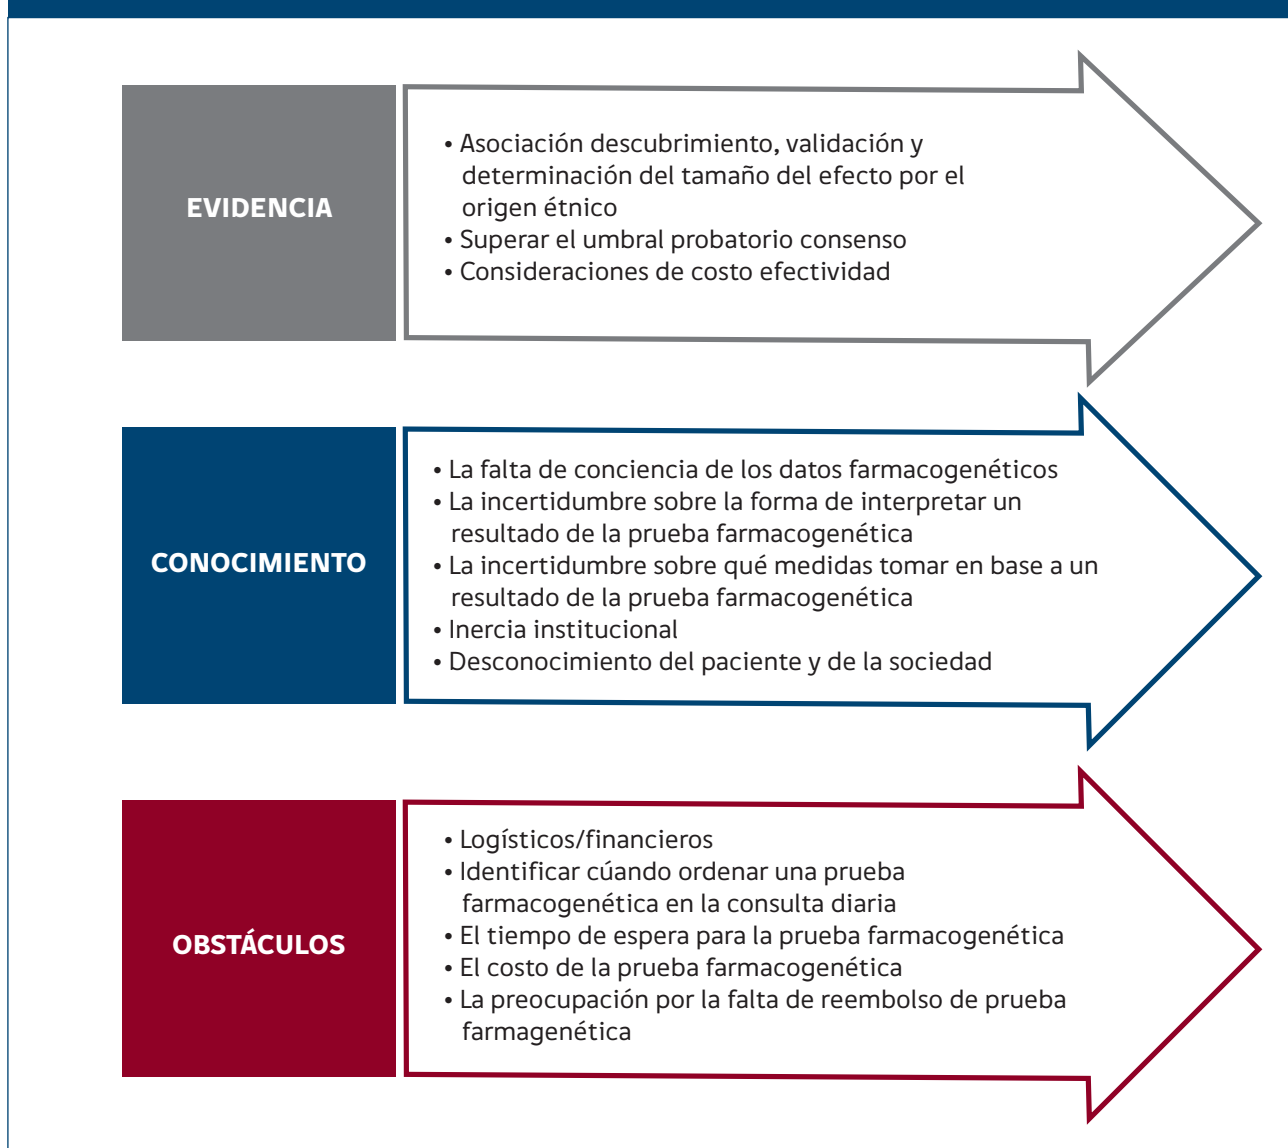 EVIDENCIA
• Asociación descubrimiento, validación y
determinación del tamaño del efecto por el
origen étnico
• Superar el umbral probatorio consenso
• Consideraciones de costo efectividad
CONOCIMIENTO
• La falta de conciencia de los datos farmacogenéticos
• La incertidumbre sobre la forma de interpretar un
resultado de la prueba farmacogenética
• La incertidumbre sobre qué medidas tomar en base a un
resultado de la prueba farmacogenética
• Inercia institucional
• Desconocimiento del paciente y de la sociedad
OBSTÁCULOS
• Logísticos/financieros
• Identificar cúando ordenar una prueba
farmacogenética en la consulta diaria
• El tiempo de espera para la prueba farmacogenética
• El costo de la prueba farmacogenética
• La preocupación por la falta de reembolso de prueba
farmagenética